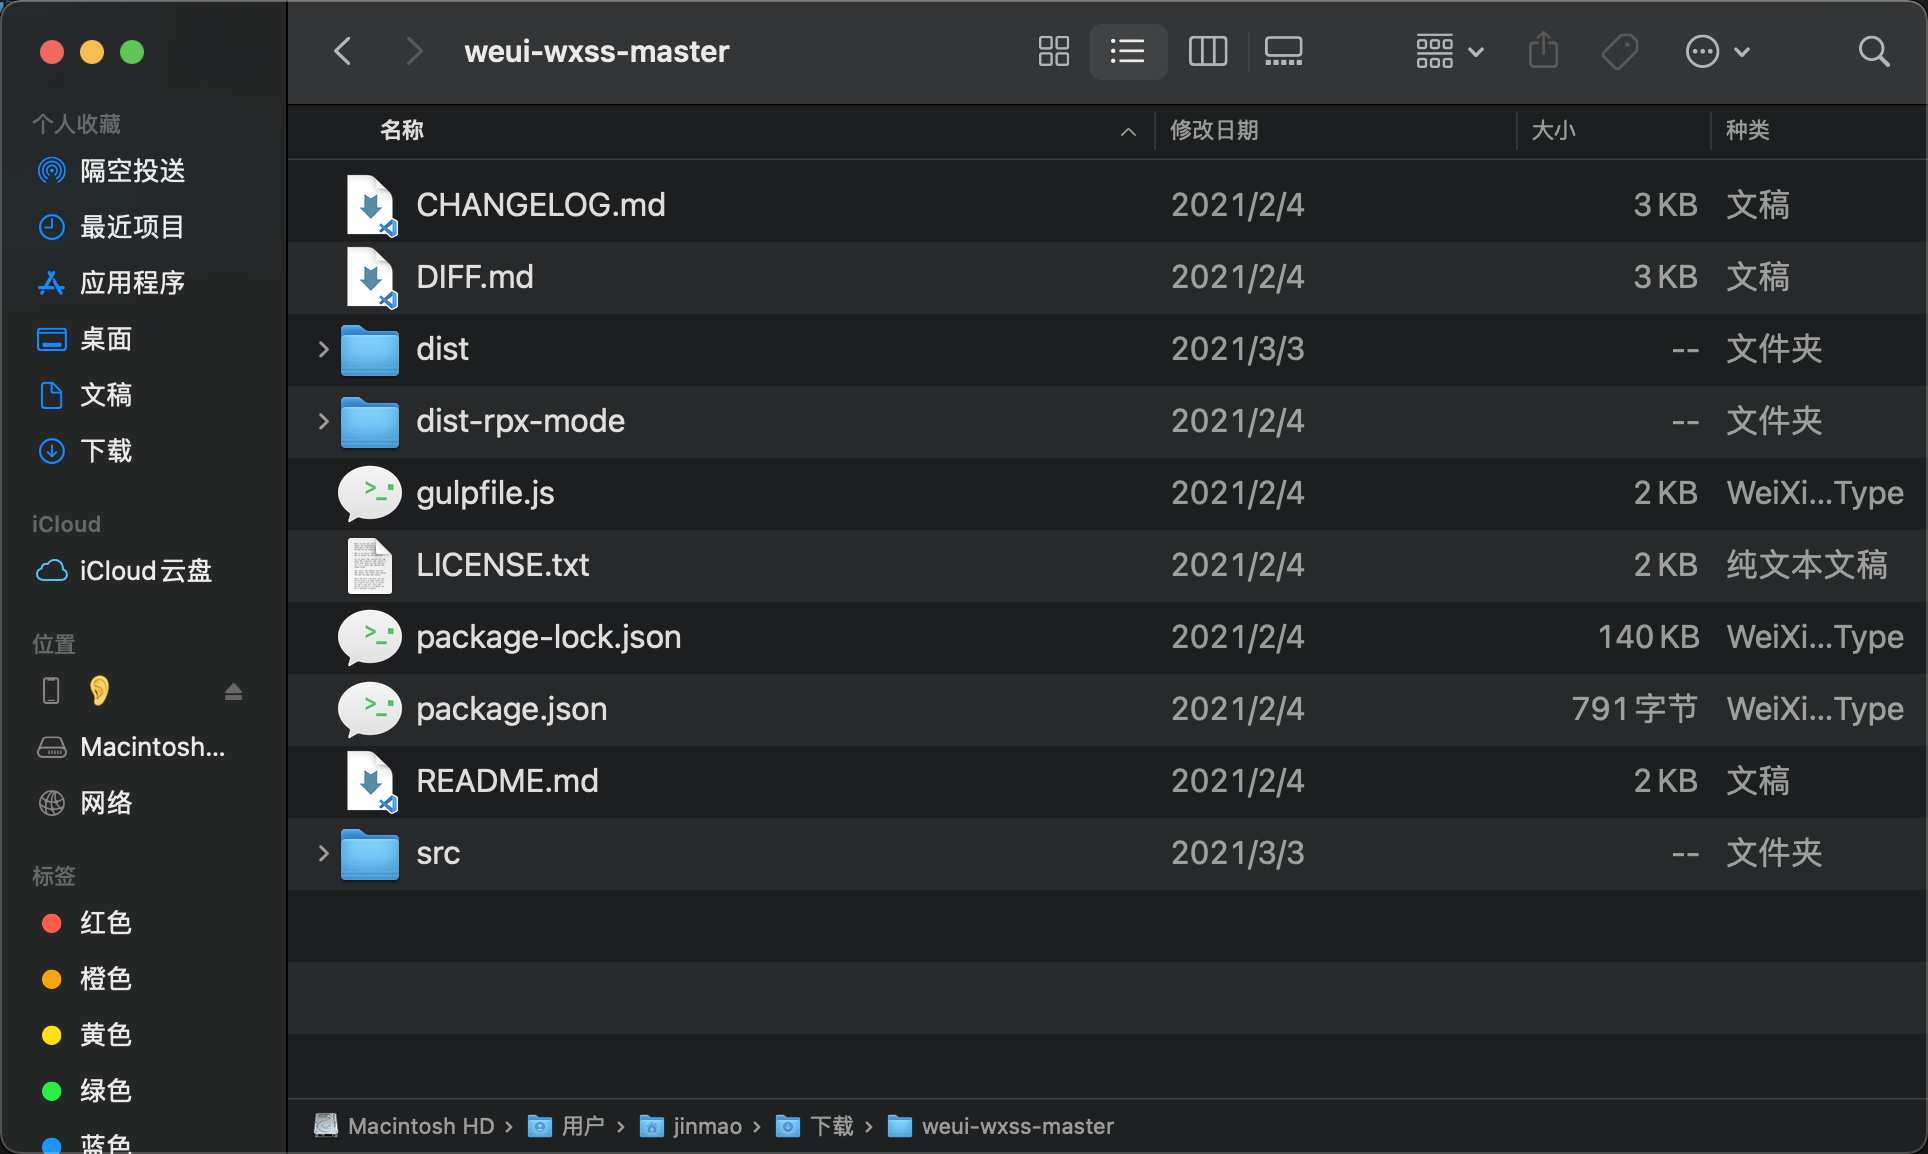 weui-wxss-master
个人收藏
隔空投送
最近项目
应用程序
桌面
文稿
下载
iCloud
iCloud云盘
位置
Macintosh...
网络
标签
红色
橙色
黄色
绿色
蓝色
名称 修改日期 大小 种类
CHANGELOG.md 2021/2/4 3 KB 文稿
DIFF.md 2021/2/4 3 KB 文稿
dist 2021/3/3 -- 文件夹
dist-rpx-mode 2021/2/4 -- 文件夹
gulpfile.js 2021/2/4 2 KB WeiXi...Type
LICENSE.txt 2021/2/4 2 KB 纯文本文稿
package-lock.json 2021/2/4 140 KB WeiXi...Type
package.json 2021/2/4 791 字节 WeiXi...Type
README.md 2021/2/4 2 KB 文稿
src 2021/3/3 -- 文件夹
Macintosh HD › 用户 › jinmao › 下载 › weui-wxss-master